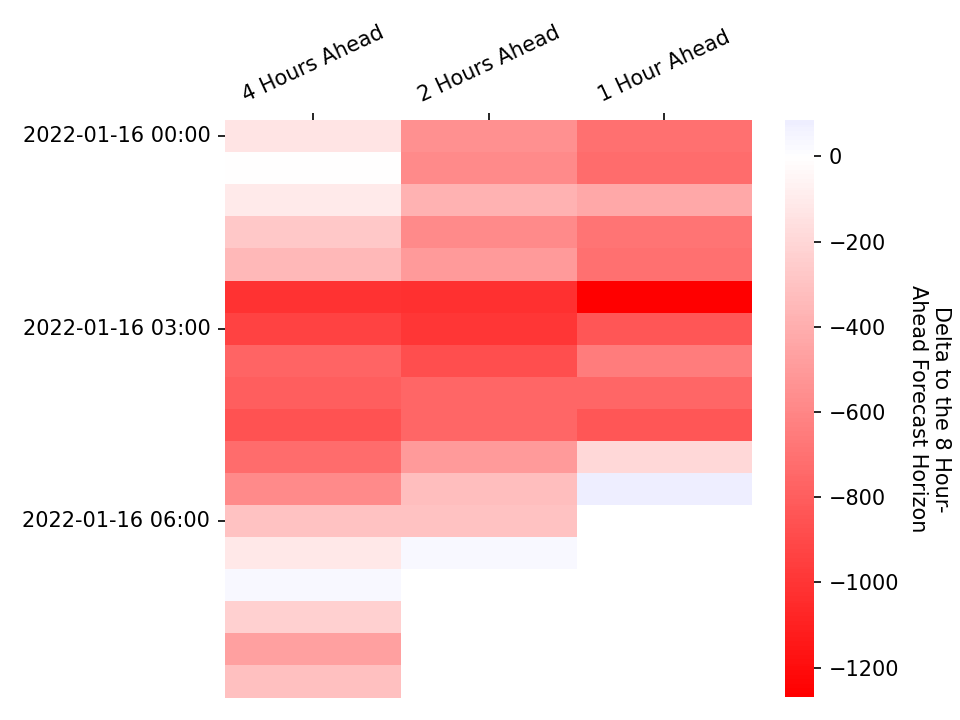 4 Hours Ahead
2 Hours Ahead
1 Hour Ahead
2022-01-16 00:00
2022-01-16 03:00
2022-01-16 06:00
0
−200
−400
−600
−800
−1000
−1200
Delta to the 8 Hour-
Ahead Forecast Horizon